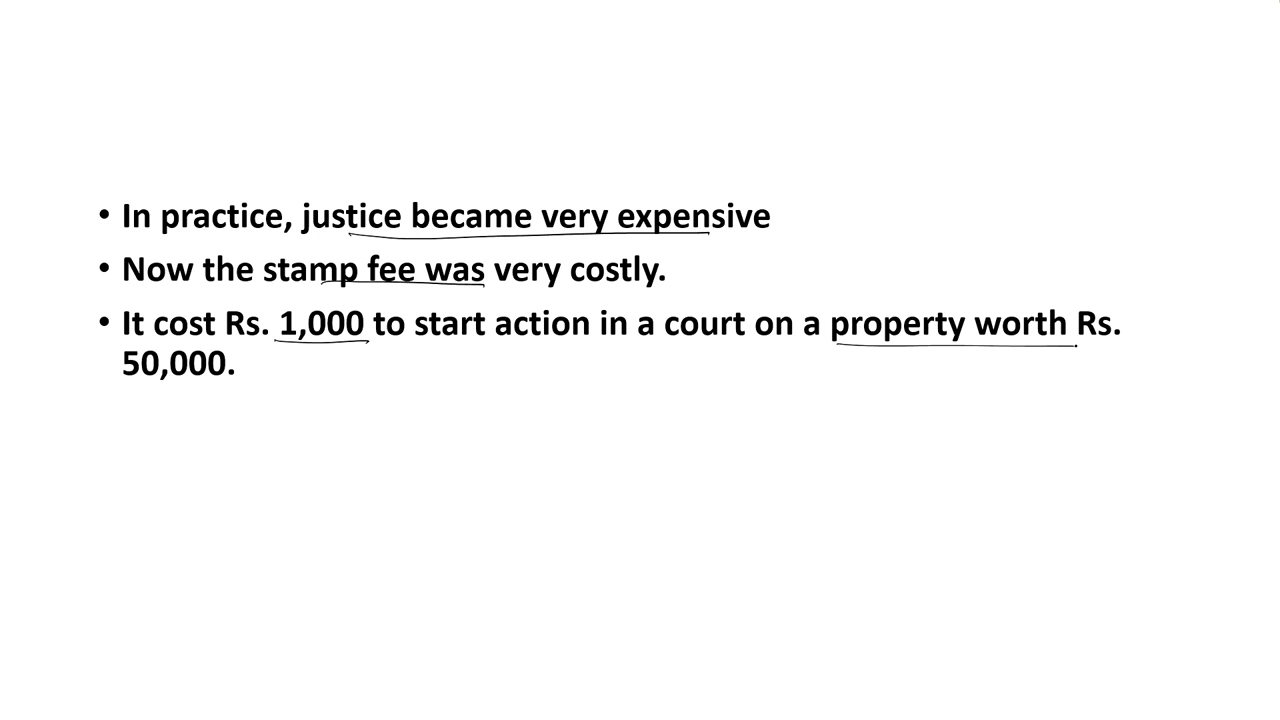 • In practice, justice became very expensive
• Now the stamp fee was very costly.
• It cost Rs. 1,000 to start action in a court on a property worth Rs.
50,000.